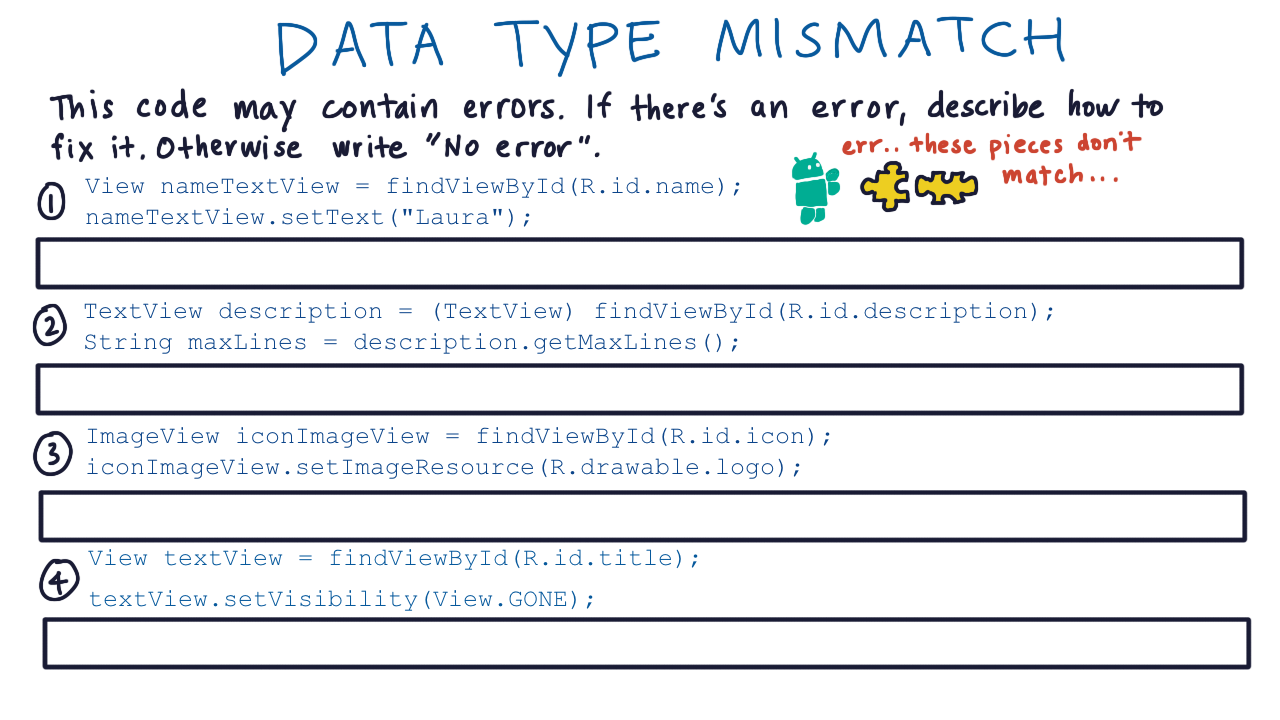 DATA TYPE MISMATCH
This code may contain errors. If there's an error, describe how to
fix it. Otherwise write "No error".
err.. these pieces don't
match...
1
View nameTextView = findViewById(R.id.name);
nameTextView.setText("Laura");
2
TextView description = (TextView) findViewById(R.id.description);
String maxLines = description.getMaxLines();
3
ImageView iconImageView = findViewById(R.id.icon);
iconImageView.setImageResource(R.drawable.logo);
4
View textView = findViewById(R.id.title);
textView.setVisibility(View.GONE);